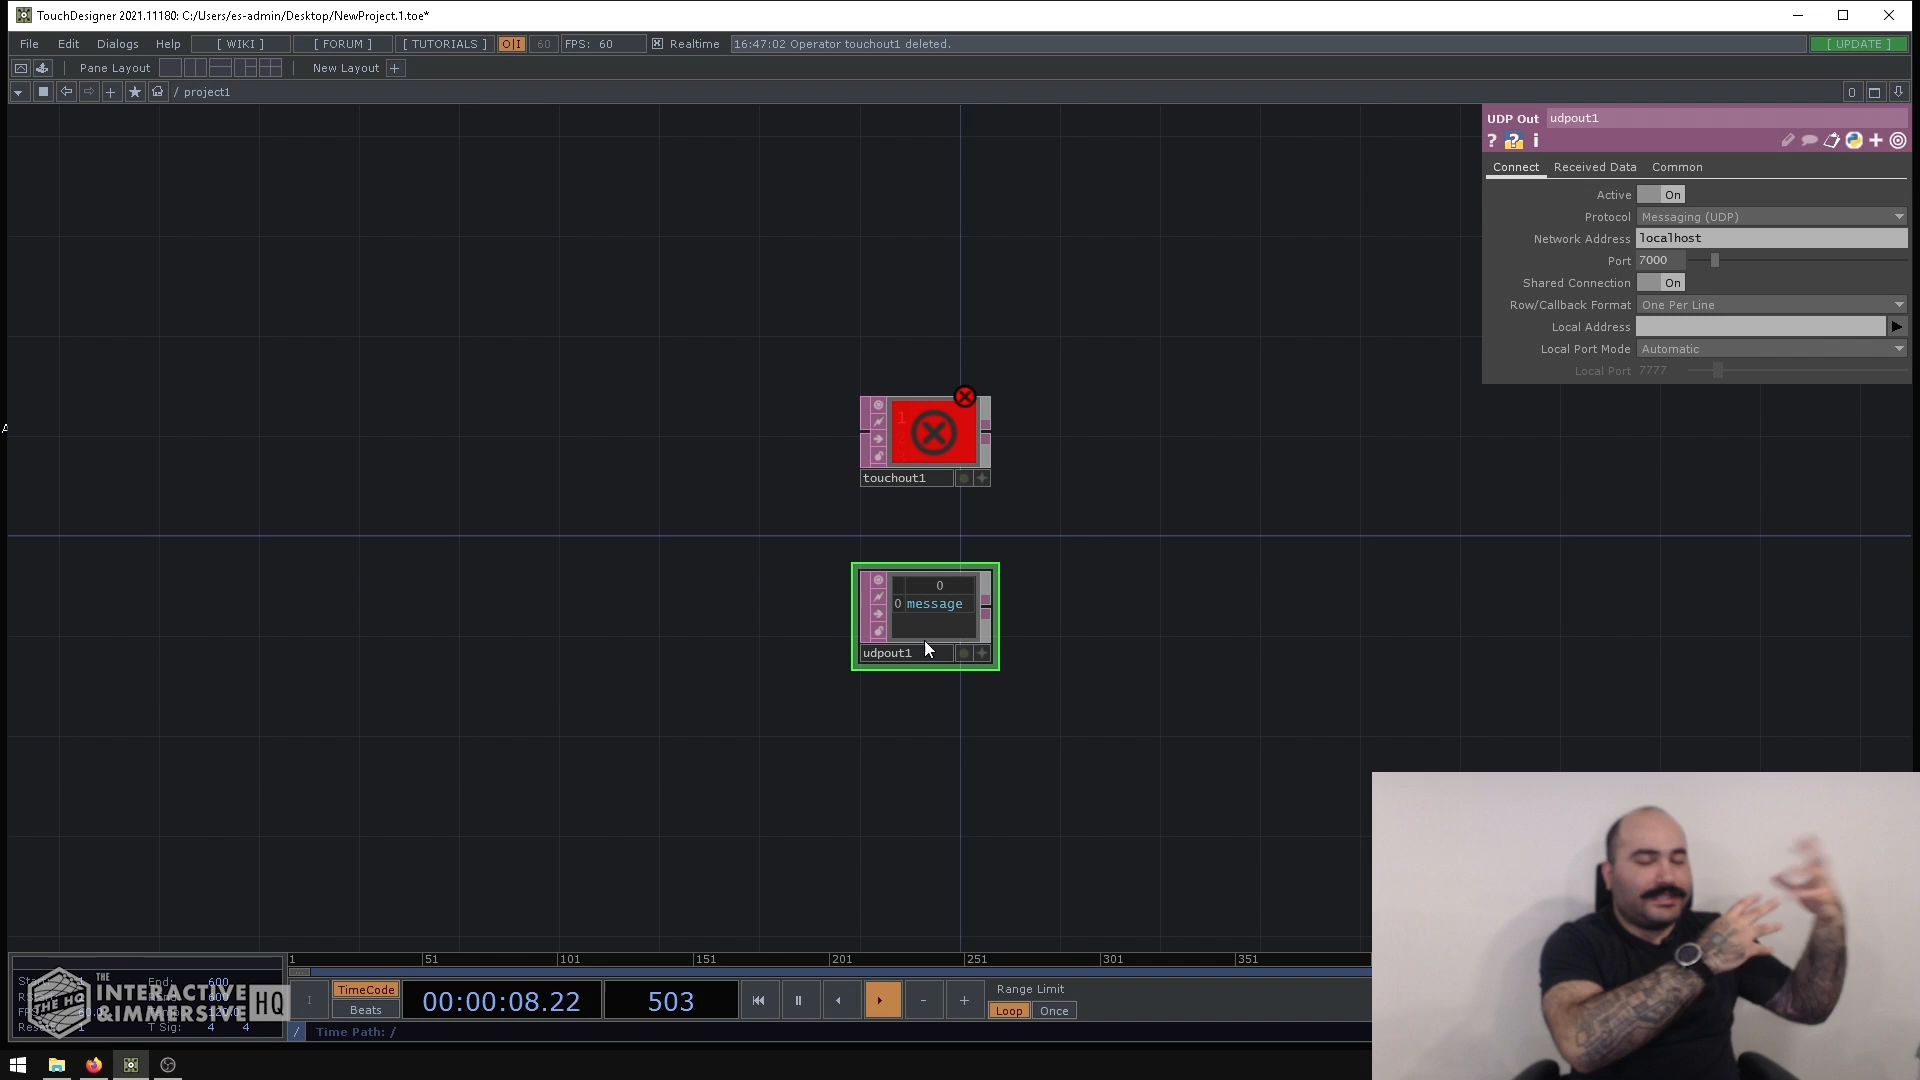 TouchDesigner 2021.11180: C:/Users/es-admin/Desktop/NewProject.1.toe*
File Edit Dialogs Help [ WIKI ] [ FORUM ] [ TUTORIALS ] O|I 60 FPS: 60 Realtime 16:47:02 Operator touchout1 deleted. [ UPDATE ]
Pane Layout New Layout +
/ project1 0
UDP Out udpout1
Connect Received Data Common
Active On
Protocol Messaging (UDP)
Network Address localhost
Port 7000
Shared Connection On
Row/Callback Format One Per Line
Local Address
Local Port Mode Automatic
Local Port 7777
1
touchout1
0
0 message
udpout1
1 51 101 151 201 251 301 351
End: 600
TimeCode
Beats
00:00:08.22 503
Range Limit
Loop Once
T Sig: 4 4
/ Time Path: /
THE HQ
THE
INTERACTIVE
&IMMERSIVE
HQ